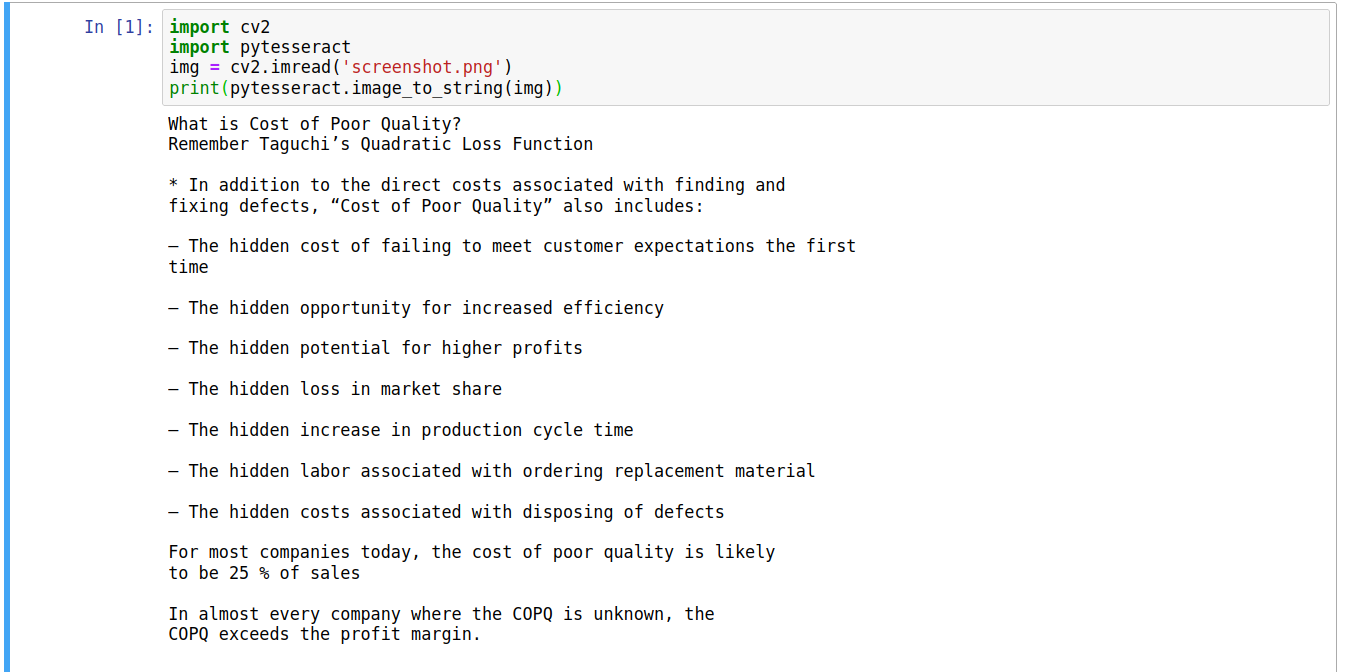 In [1]:
import cv2
import pytesseract
img = cv2.imread('screenshot.png')
print(pytesseract.image_to_string(img))
What is Cost of Poor Quality?
Remember Taguchi’s Quadratic Loss Function
* In addition to the direct costs associated with finding and
fixing defects, “Cost of Poor Quality” also includes:
— The hidden cost of failing to meet customer expectations the first
time
— The hidden opportunity for increased efficiency
— The hidden potential for higher profits
— The hidden loss in market share
— The hidden increase in production cycle time
— The hidden labor associated with ordering replacement material
— The hidden costs associated with disposing of defects
For most companies today, the cost of poor quality is likely
to be 25 % of sales
In almost every company where the COPQ is unknown, the
COPQ exceeds the profit margin.